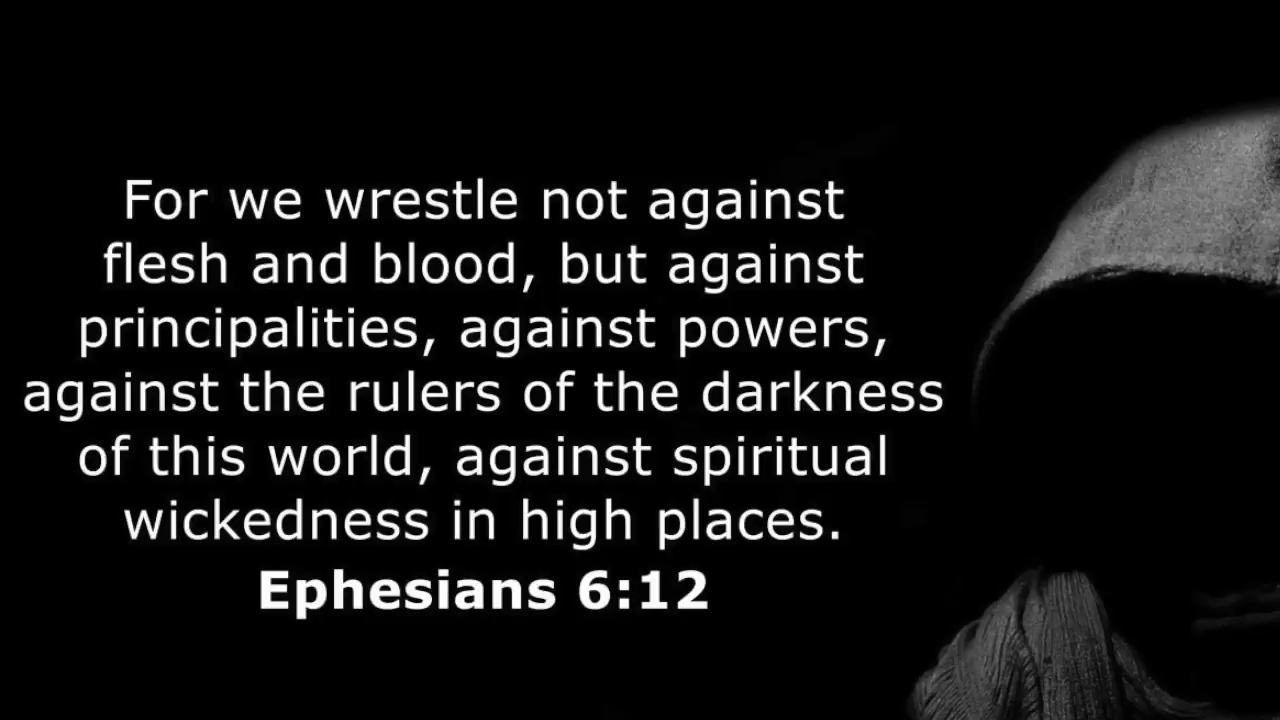 For we wrestle not against
flesh and blood, but against
principalities, against powers,
against the rulers of the darkness
of this world, against spiritual
wickedness in high places.
Ephesians 6:12